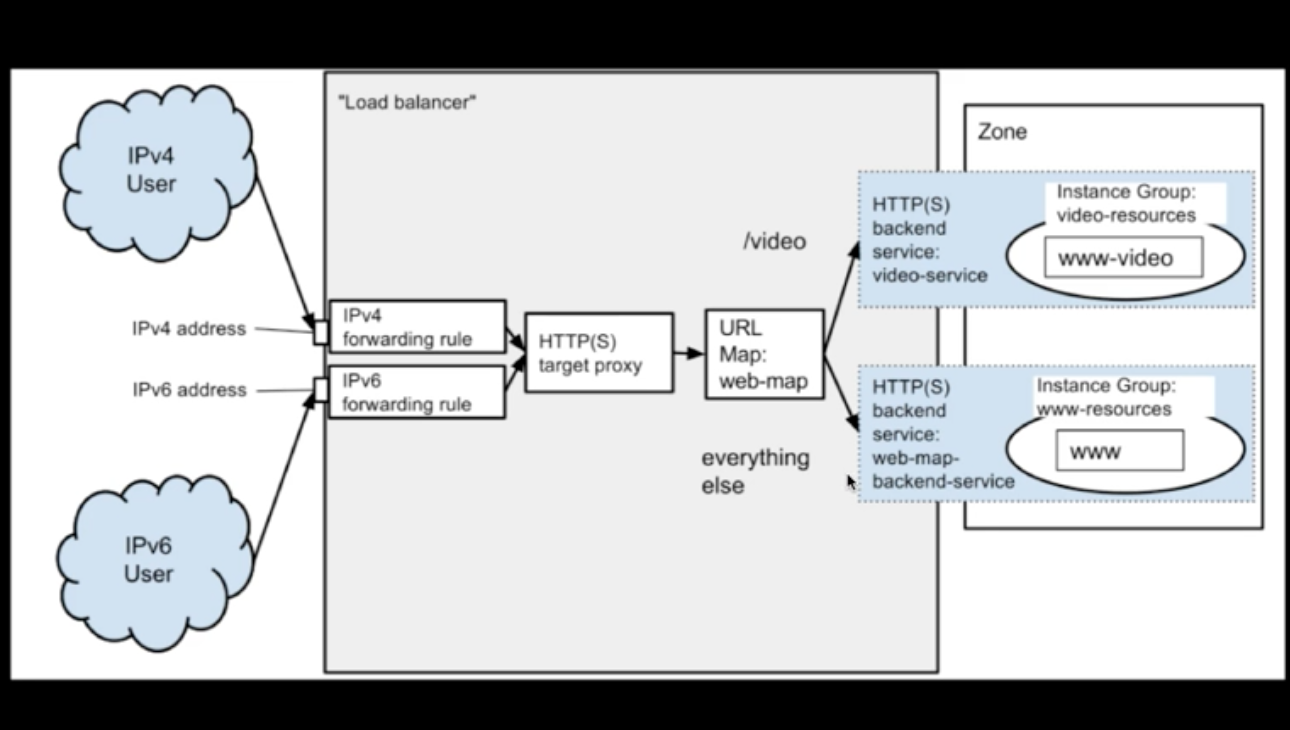 "Load balancer"
IPv4
User
IPv4 address
IPv6 address
IPv6
User
IPv4
forwarding rule
IPv6
forwarding rule
HTTP(S)
target proxy
URL
Map:
web-map
/video
everything
else
Zone
HTTP(S)
backend
service:
video-service
Instance Group:
video-resources
www-video
HTTP(S)
backend
service:
web-map-
backend-service
Instance Group:
www-resources
www